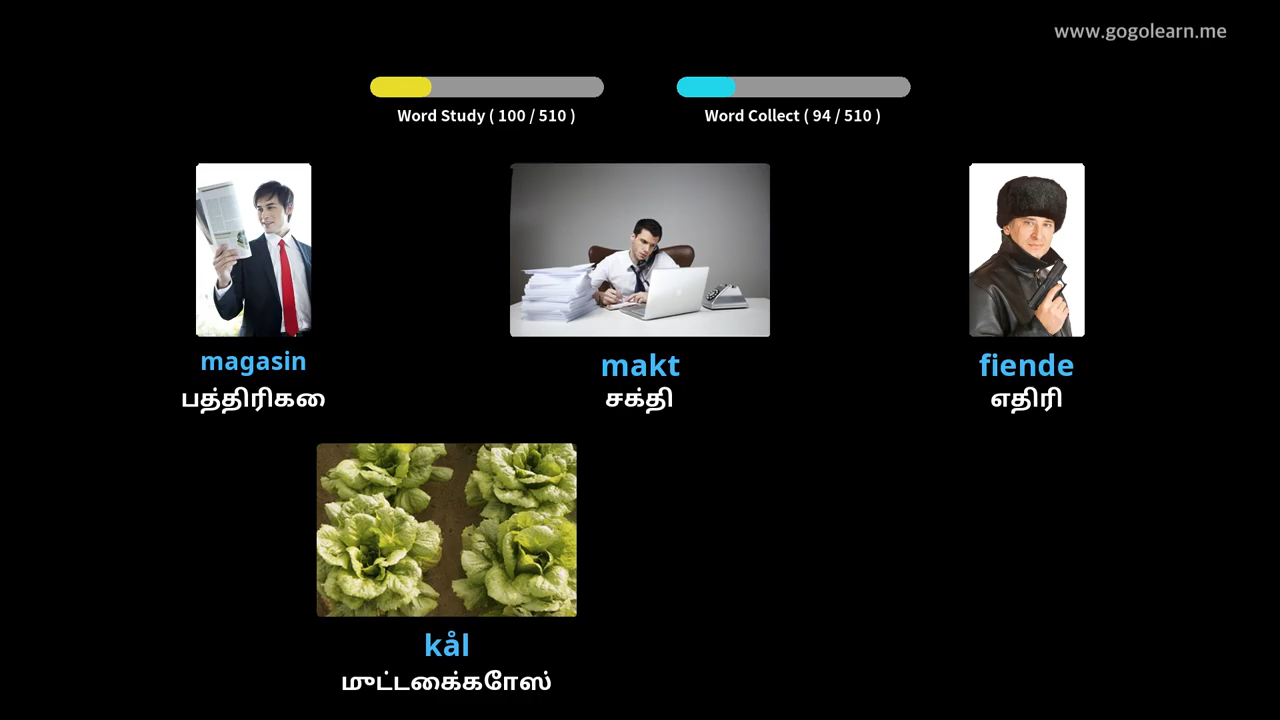 www.gogolearn.me
Word Study ( 100 / 510 )
Word Collect ( 94 / 510 )
magasin
பத்திரிகை
makt
சக்தி
fiende
எதிரி
kål
முட்டைக்கோஸ்